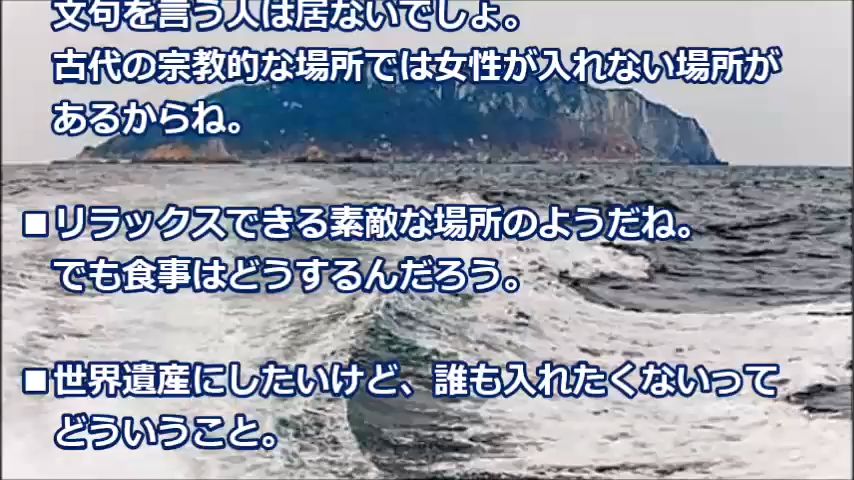 文句を言う人は居ないでしょ。
古代の宗教的な場所では女性が入れない場所が
あるからね。
■リラックスできる素敵な場所のようだね。
でも食事はどうするんだろう。
■世界遺産にしたいけど、誰も入れたくないって
どういうこと。